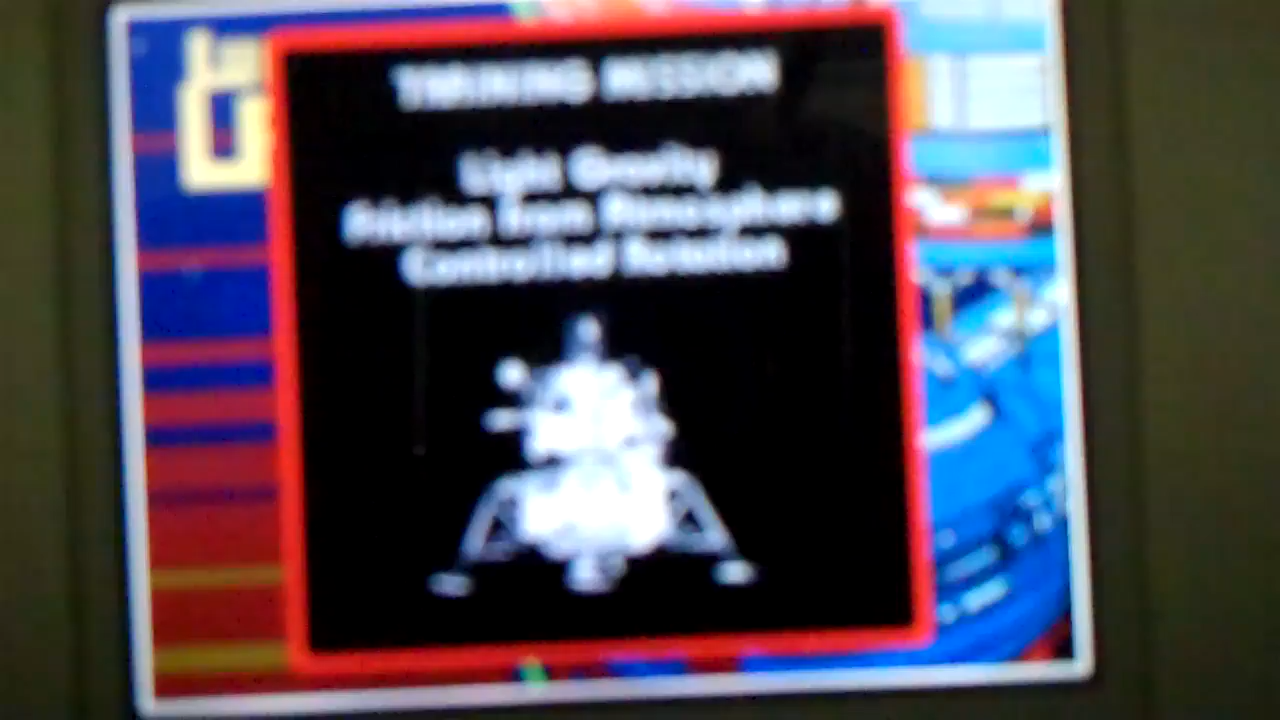 TRAINING MISSION
Light Gravity
Friction from Atmosphere
Controlled Rotation